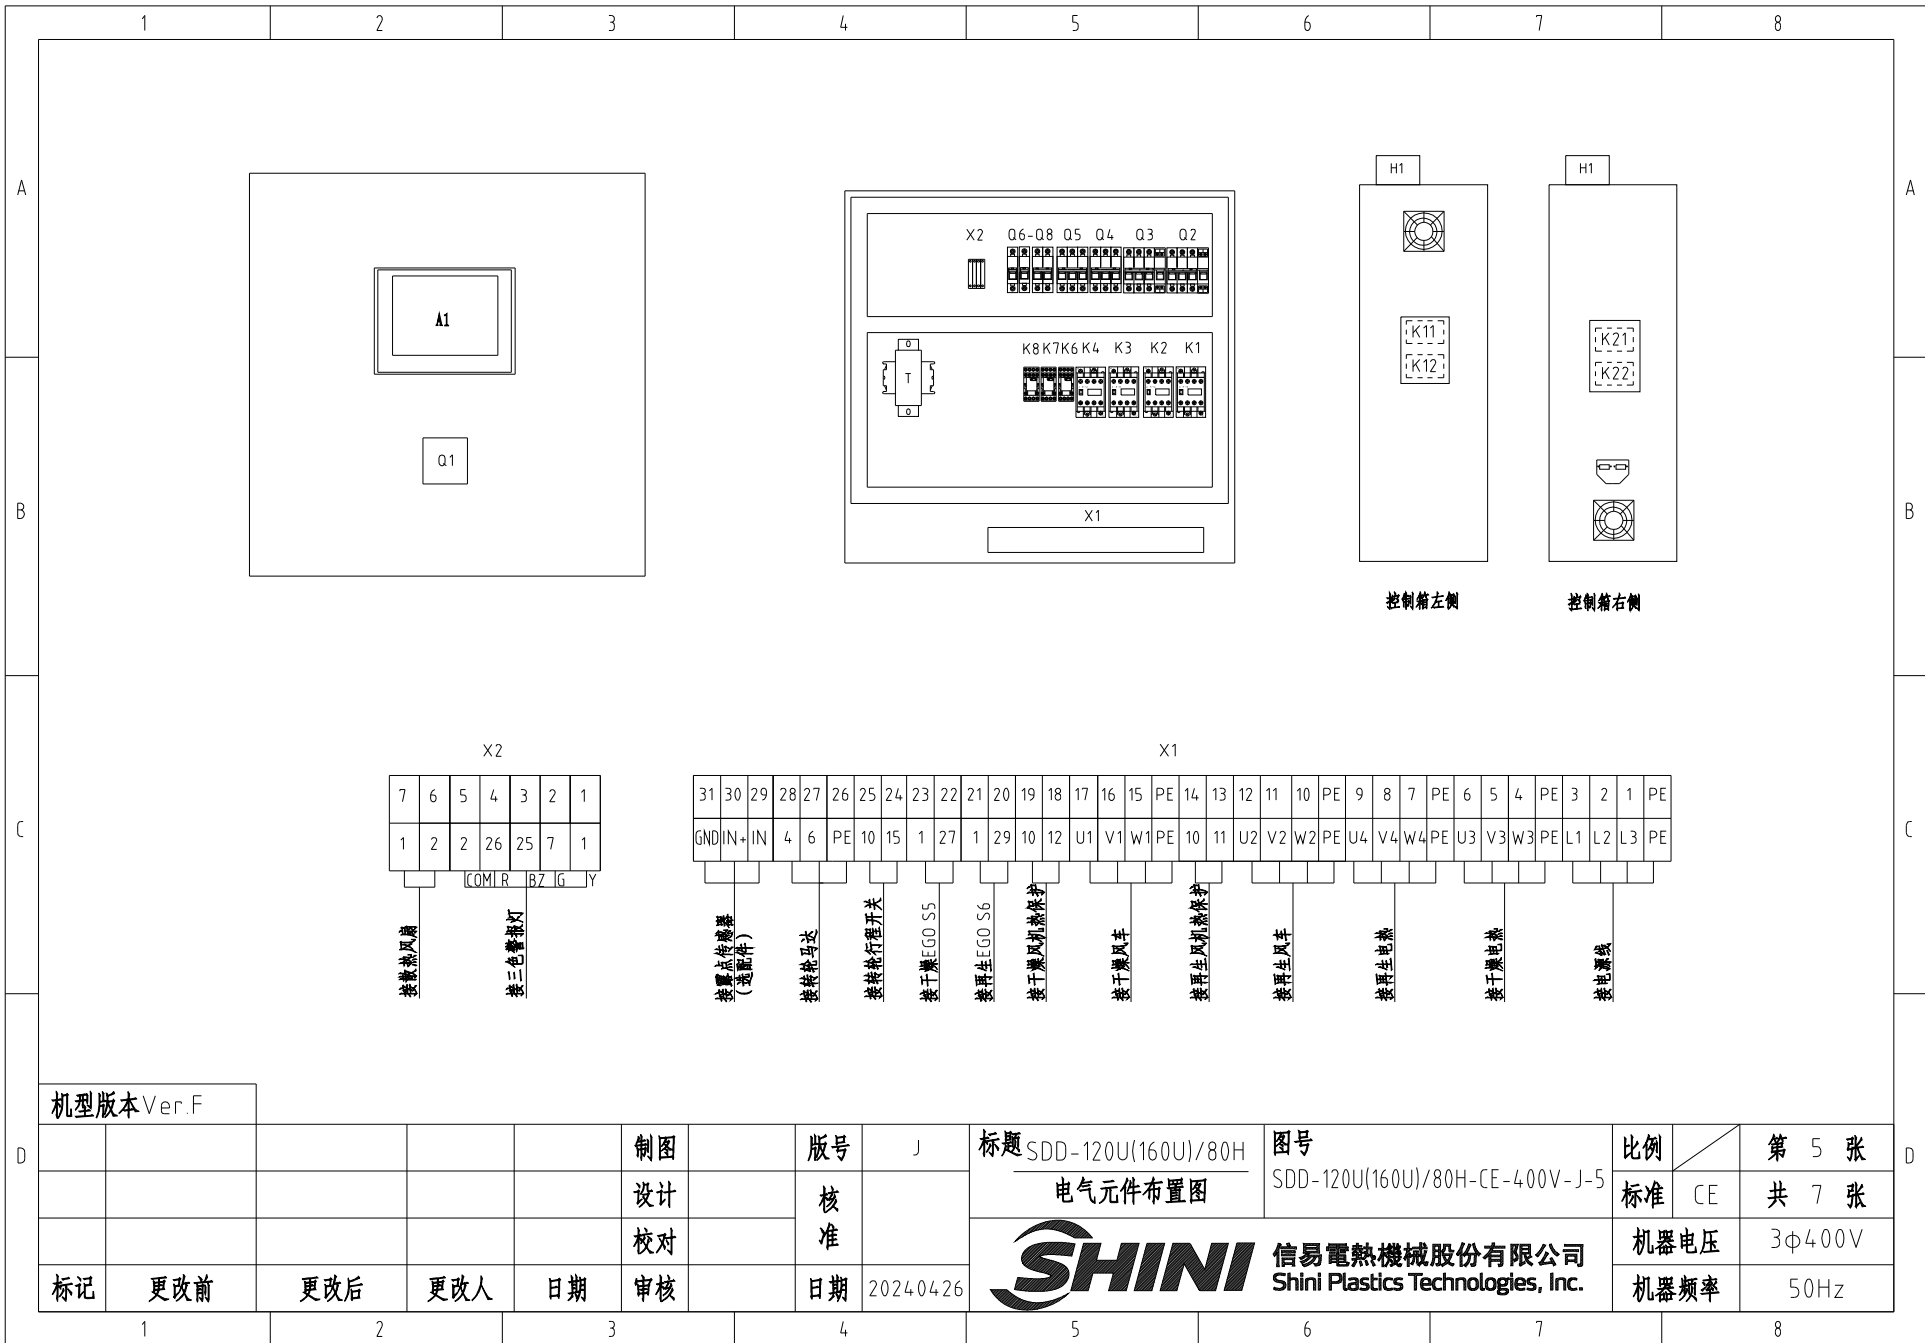 1 2 3 4 5 6 7 8
A A
H1 H1
X2 Q6-Q8 Q5 Q4 Q3 Q2
A1
K11 K21
K12 K22
0
K8 K7 K6 K4 K3 K2 K1
T
0
Q1
B B
X1
控制箱左侧 控制箱右侧
X2 X1
7 6 5 4 3 2 1
1 2 2 26 25 7 1
COM R BZ G Y
接散热风扇
接三色警报灯
31 30 29 28 27 26 25 24 23 22 21 20 19 18 17 16 15 PE 14 13 12 11 10 PE 9 8 7 PE 6 5 4 PE 3 2 1 PE
GND IN+ IN 4 6 PE 10 15 1 27 1 29 10 12 U1 V1 W1 PE 10 11 U2 V2 W2 PE U4 V4 W4 PE U3 V3 W3 PE L1 L2 L3 PE
C C
接露点传感器
(选配件)
接转轮马达
接转轮行程开关
接干燥EGO S5
接再生EGO S6
接干燥风机热保护
接干燥风车
接再生风机热保护
接再生风车
接再生电热
接干燥电热
接电源线
机型版本Ver.F
D D
制图 版号 J
设计 核准
校对
标记 更改前 更改后 更改人 日期 审核 日期 20240426
标题 SDD-120U(160U)/80H
电气元件布置图
图号
SDD-120U(160U)/80H-CE-400V-J-5
比例 第 5 张
标准 CE 共 7 张
SHINI
信易電熱機械股份有限公司
Shini Plastics Technologies, Inc.
机器电压 3φ400V
机器频率 50Hz
1 2 3 4 5 6 7 8